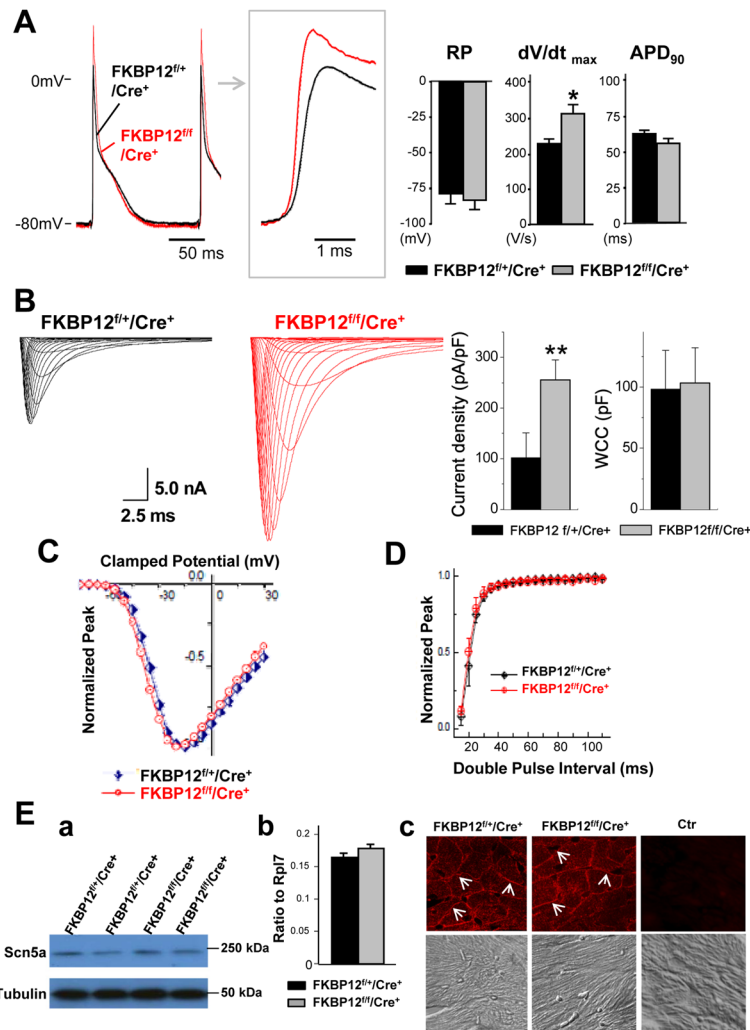 A
0mV
-80mV
FKBP12f/+
/Cre+
FKBP12f/f
/Cre+
50 ms
1 ms
RP
0
-25
-50
-75
-100
(mV)
dV/dt max
400
300
200
100
0
(V/s)
*
APD90
100
75
50
25
0
(ms)
FKBP12f/+/Cre+ FKBP12f/f/Cre+
B
FKBP12f/+/Cre+
FKBP12f/f/Cre+
5.0 nA
2.5 ms
Current density (pA/pF)
300
200
100
0
**
WCC (pF)
100
50
0
FKBP12 f/+/Cre+ FKBP12f/f/Cre+
C
Clamped Potential (mV)
0.0
0
30
-0.5
Normalized Peak
FKBP12f/+/Cre+
FKBP12f/f/Cre+
D
Normalized Peak
1.0
0.5
0.0
FKBP12f/+/Cre+
FKBP12f/f/Cre+
20 40 60 80 100
Double Pulse Interval (ms)
E
a
FKBP12f/+/Cre+
FKBP12f/+/Cre+
FKBP12f/f/Cre+
FKBP12f/f/Cre+
Scn5a
250 kDa
Tubulin
50 kDa
b
Ratio to Rpl7
0.2
0.15
0.1
0.05
0
FKBP12f/+/Cre+
FKBP12f/f/Cre+
c
FKBP12f/+/Cre+ FKBP12f/f/Cre+ Ctr